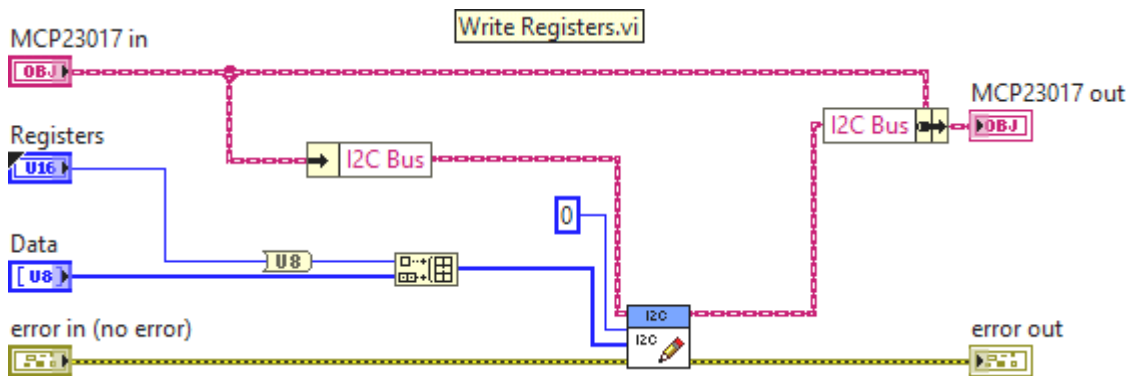 Write Registers.vi
MCP23017 in
OBJ
MCP23017 out
I2C Bus
OBJ
Registers
U16
I2C Bus
0
Data
U8
U8
I2C
I2C
error in (no error)
error out